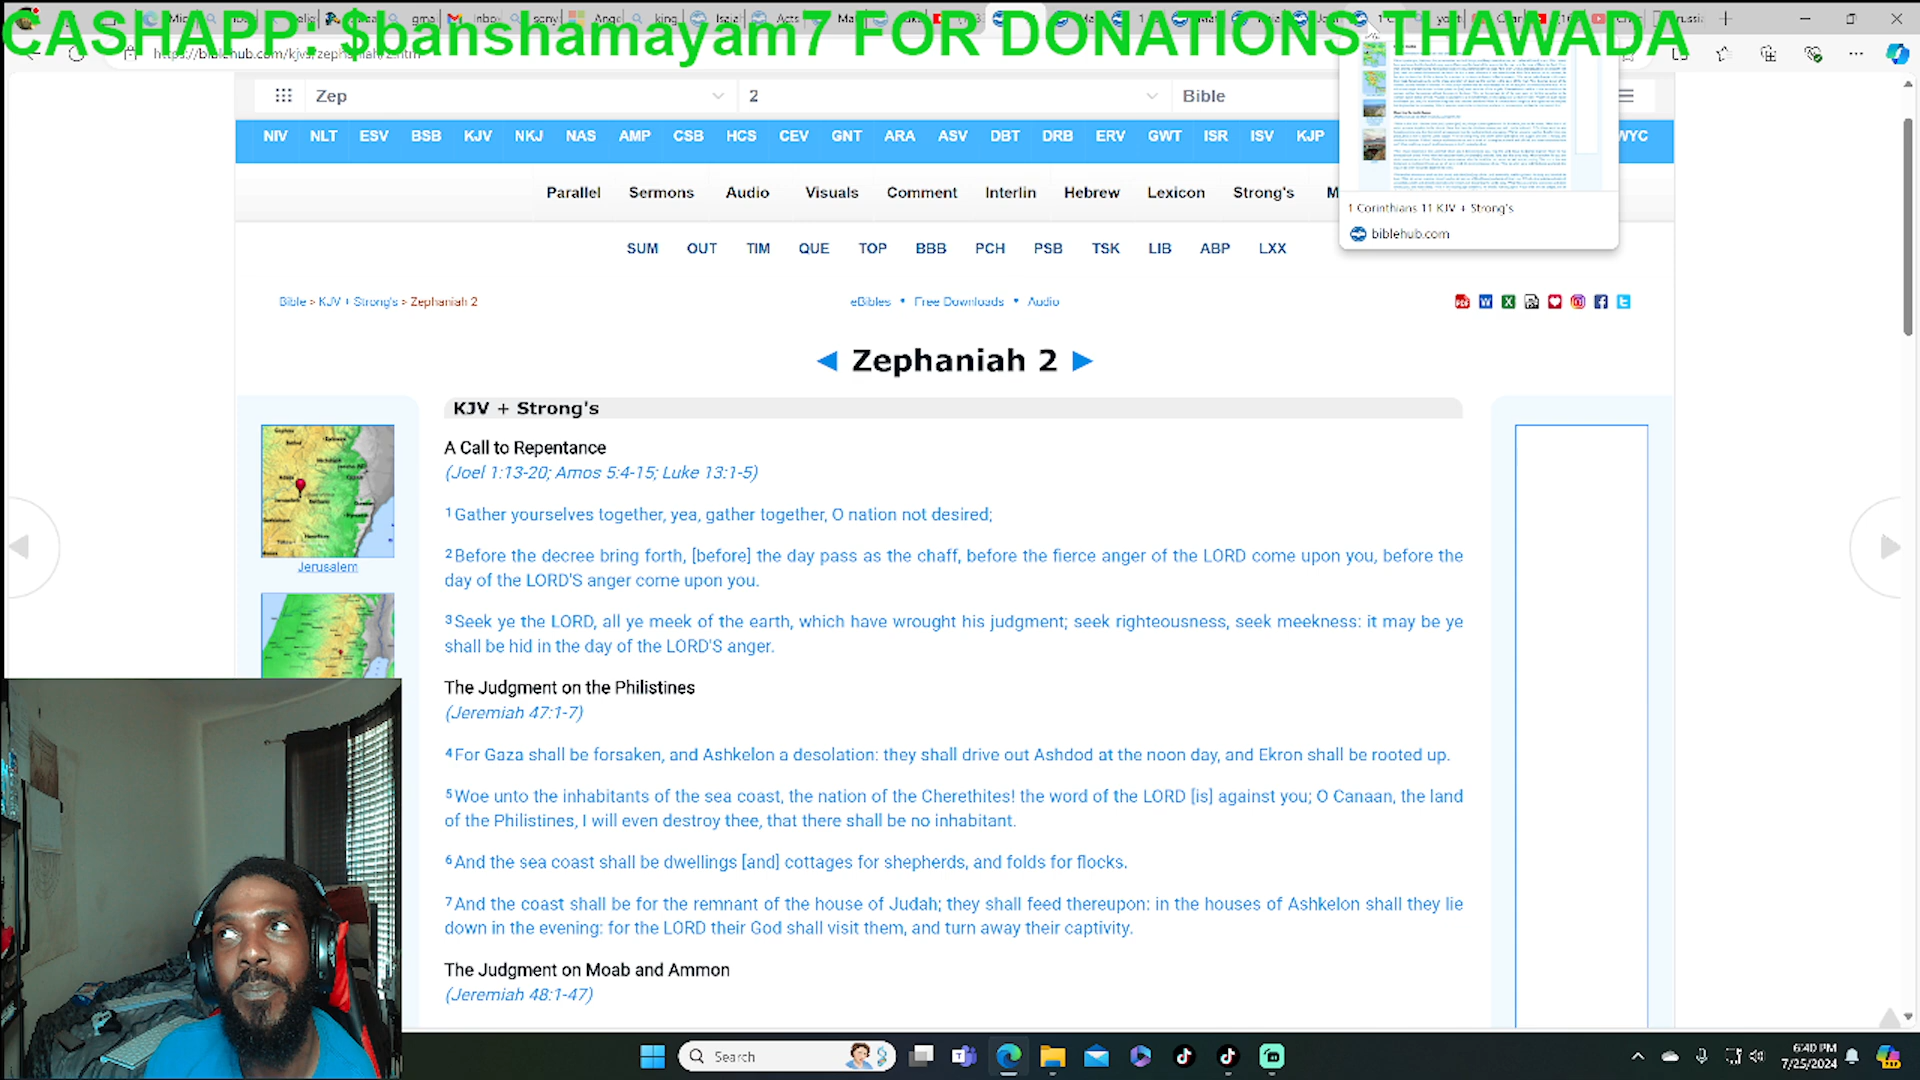 CASHAPP: $banshamayam7 FOR DONATIONS THAWADA
https://biblehub.com/kjvs/zephaniah/2.htm
Zep
2
Bible
NIV NLT ESV BSB KJV NKJ NAS AMP CSB HCS CEV GNT ARA ASV DBT DRB ERV GWT ISR ISV KJP WYC
Parallel Sermons Audio Visuals Comment Interlin Hebrew Lexicon Strong's
1 Corinthians 11 KJV + Strong's
biblehub.com
SUM OUT TIM QUE TOP BBB PCH PSB TSK LIB ABP LXX
Bible > KJV + Strong's > Zephaniah 2
eBibles • Free Downloads • Audio
◄ Zephaniah 2 ►
KJV + Strong's
A Call to Repentance
(Joel 1:13-20; Amos 5:4-15; Luke 13:1-5)
1 Gather yourselves together, yea, gather together, O nation not desired;
2 Before the decree bring forth, [before] the day pass as the chaff, before the fierce anger of the LORD come upon you, before the
day of the LORD'S anger come upon you.
3 Seek ye the LORD, all ye meek of the earth, which have wrought his judgment; seek righteousness, seek meekness: it may be ye
shall be hid in the day of the LORD'S anger.
The Judgment on the Philistines
(Jeremiah 47:1-7)
4 For Gaza shall be forsaken, and Ashkelon a desolation: they shall drive out Ashdod at the noon day, and Ekron shall be rooted up.
5 Woe unto the inhabitants of the sea coast, the nation of the Cherethites! the word of the LORD [is] against you; O Canaan, the land
of the Philistines, I will even destroy thee, that there shall be no inhabitant.
6 And the sea coast shall be dwellings [and] cottages for shepherds, and folds for flocks.
7 And the coast shall be for the remnant of the house of Judah; they shall feed thereupon: in the houses of Ashkelon shall they lie
down in the evening: for the LORD their God shall visit them, and turn away their captivity.
The Judgment on Moab and Ammon
(Jeremiah 48:1-47)
Jerusalem
Search
6:40 PM
7/25/2024